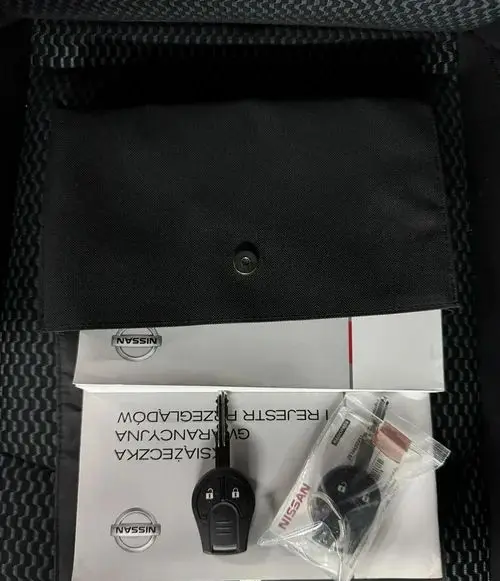 NISSAN
KSIĄŻECZKA
GWARANCYJNA
I REJESTR PRZEGLĄDÓW
NISSAN
NISSAN